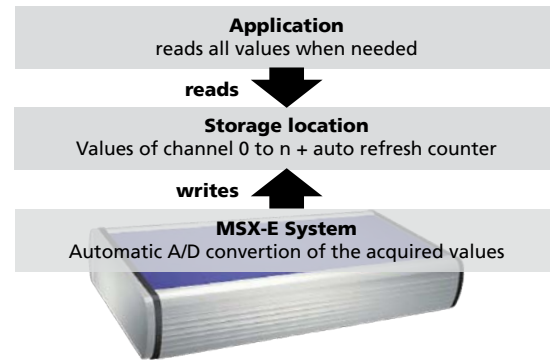 Application
reads all values when needed
reads
Storage location
Values of channel 0 to n + auto refresh counter
writes
MSX-E System
Automatic A/D convertion of the acquired values